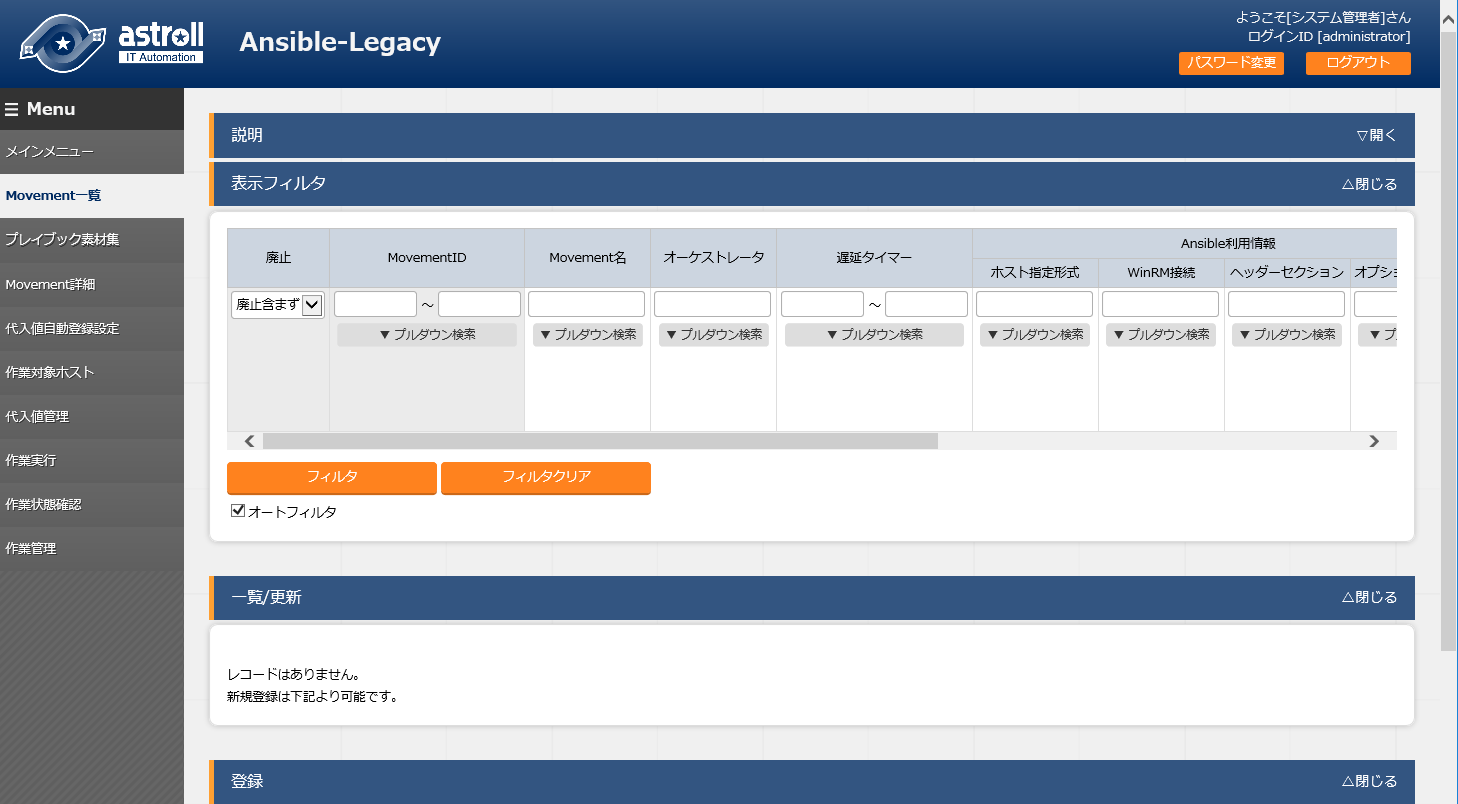 astroll
IT Automation
Ansible-Legacy
ようこそ[システム管理者]さん
ログインID [administrator]
パスワード変更
ログアウト
☰ Menu
メインメニュー
Movement一覧
プレイブック素材集
Movement詳細
代入値自動登録設定
作業対象ホスト
代入値管理
作業実行
作業状態確認
作業管理
説明
▽開く
表示フィルタ
△閉じる
廃止
MovementID
Movement名
オーケストレータ
遅延タイマー
Ansible利用情報
ホスト指定形式
WinRM接続
ヘッダーセクション
オプショ
廃止含まず
～
～
▼プルダウン検索
▼プルダウン検索
▼プルダウン検索
▼プルダウン検索
▼プルダウン検索
▼プルダウン検索
▼プルダウン検索
▼プ
フィルタ
フィルタクリア
オートフィルタ
一覧/更新
△閉じる
レコードはありません。
新規登録は下記より可能です。
登録
△閉じる